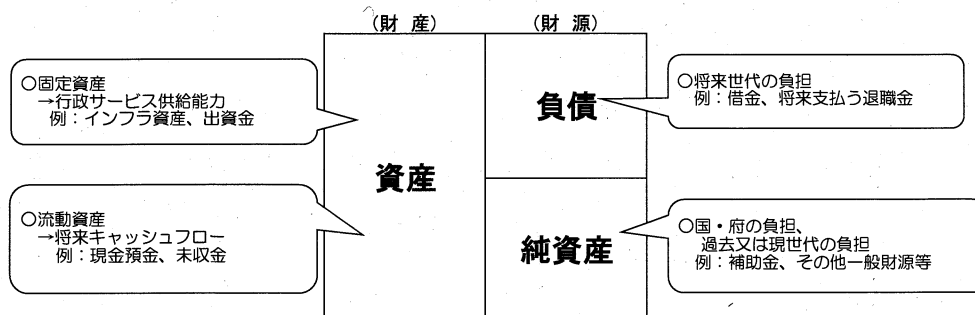 (財 産)
(財 源)
○固定資産
→行政サービス供給能力
例：インフラ資産、出資金
○流動資産
→将来キャッシュフロー
例：現金預金、未収金
資産
負債
純資産
○将来世代の負担
例：借金、将来支払う退職金
○国・府の負担、
過去又は現世代の負担
例：補助金、その他一般財源等